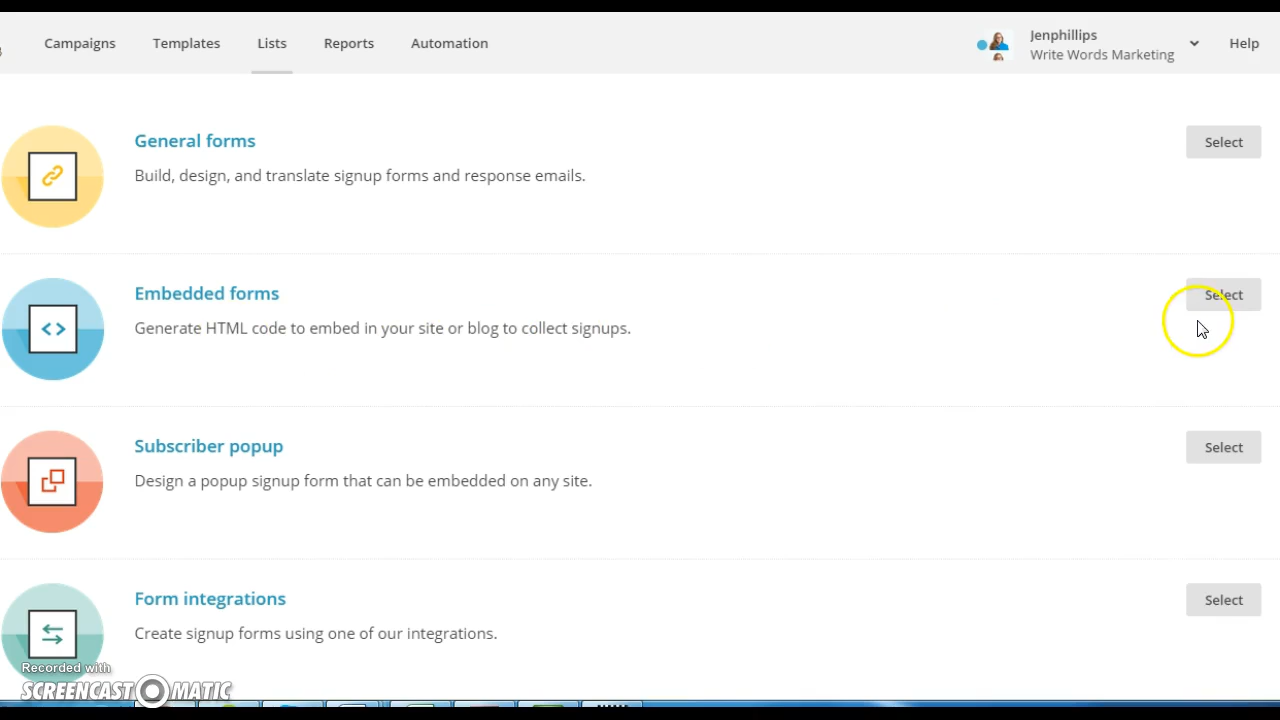 Campaigns Templates Lists Reports Automation
Jenphillips
Write Words Marketing
Help
General forms
Select
Build, design, and translate signup forms and response emails.
Embedded forms
Select
Generate HTML code to embed in your site or blog to collect signups.
Subscriber popup
Select
Design a popup signup form that can be embedded on any site.
Form integrations
Select
Create signup forms using one of our integrations.
Recorded with
SCREENCAST-O-MATIC